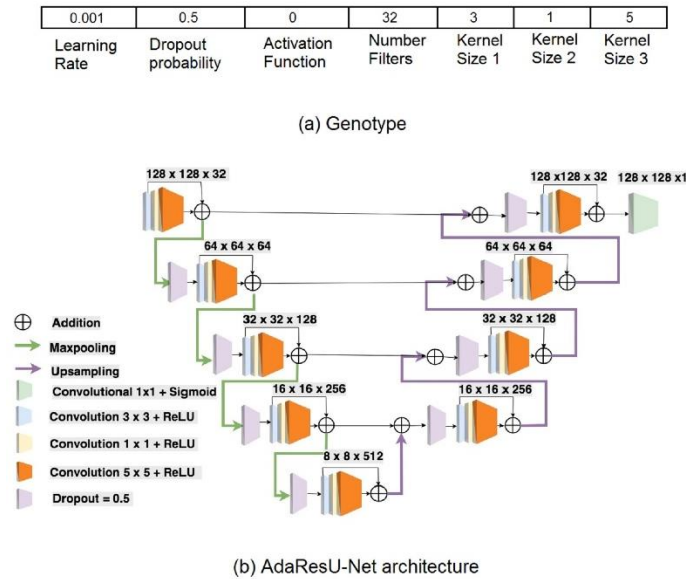 0.001 0.5 0 32 3 1 5
Learning Rate
Dropout probability
Activation Function
Number Filters
Kernel Size 1
Kernel Size 2
Kernel Size 3
(a) Genotype
128 x 128 x 32
128 x128 x 32
128 x 128 x1
64 x 64 x 64
64 x 64 x 64
32 x 32 x 128
32 x 32 x 128
16 x 16 x 256
16 x 16 x 256
8 x 8 x 512
Addition
Maxpooling
Upsampling
Convolutional 1x1 + Sigmoid
Convolution 3 x 3 + ReLU
Convolution 1 x 1 + ReLU
Convolution 5 x 5 + ReLU
Dropout = 0.5
(b) AdaResU-Net architecture